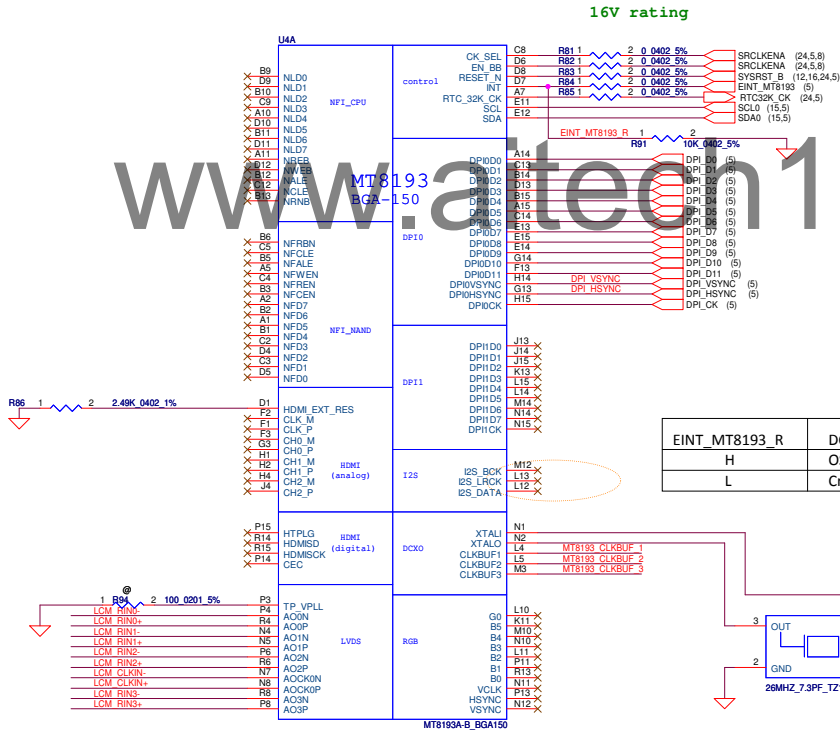 16V rating
U4A
NFI_CPU
control
MT8193
BGA-150
DPI0
NFI_NAND
DPI1
HDMI
(analog)
I2S
HDMI
(digital)
DCXO
LVDS
RGB
B9 NLD0
D9 NLD1
B10 NLD2
C9 NLD3
A10 NLD4
D10 NLD5
B11 NLD6
D11 NLD7
A11 NREB
D12 NWEB
B12 NALE
C12 NCLE
B13 NRNB
B6 NFRBN
C5 NFCLE
B5 NFALE
A5 NFWEN
C4 NFREN
B3 NFCEN
A2 NFD7
B2 NFD6
A1 NFD5
B1 NFD4
C2 NFD3
D4 NFD2
C3 NFD1
D5 NFD0
R86 1 2 2.49K_0402_1% D1 HDMI_EXT_RES
F2 CLK_M
F1 CLK_P
F3 CH0_M
G3 CH0_P
H1 CH1_M
H2 CH1_P
H4 CH2_M
J4 CH2_P
P15 HTPLG
R14 HDMISD
R15 HDMISCK
P14 CEC
@
1 R94 2 100_0201_5% P3 TP_VPLL
LCM_RIN0- P4 AO0N
LCM_RIN0+ R4 AO0P
LCM_RIN1- N4 AO1N
LCM_RIN1+ N5 AO1P
LCM_RIN2- P6 AO2N
LCM_RIN2+ R6 AO2P
LCM_CLKIN- N7 AOCK0N
LCM_CLKIN+ N8 AOCK0P
LCM_RIN3- R8 AO3N
LCM_RIN3+ P8 AO3P
CK_SEL C8 R81 1 2 0_0402_5% SRCLKENA (24,5,8)
EN_BB D6 R82 1 2 0_0402_5% SRCLKENA (24,5,8)
RESET_N D8 R83 1 2 0_0402_5% SYSRST_B (12,16,24,5)
INT D7 R84 1 2 0_0402_5% EINT_MT8193 (5)
RTC_32K_CK R85 1 2 0_0402_5% RTC32K_CK (24,5)
SCL E11 SCL0 (15,5)
SDA E12 SDA0 (15,5)
EINT_MT8193_R 1 2
R91 10K_0402_5%
DPI0D0 A14 DPI_D0 (5)
DPI0D1 C13 DPI_D1 (5)
DPI0D2 B14 DPI_D2 (5)
DPI0D3 D13 DPI_D3 (5)
DPI0D4 B15 DPI_D4 (5)
DPI0D5 A15 DPI_D5 (5)
DPI0D6 C14 DPI_D6 (5)
DPI0D7 E13 DPI_D7 (5)
DPI0D8 E15 DPI_D8 (5)
DPI0D9 E14 DPI_D9 (5)
DPI0D10 G14 DPI_D10 (5)
DPI0D11 F13 DPI_D11 (5)
DPI0VSYNC H14 DPI_VSYNC DPI_VSYNC (5)
DPI0HSYNC G13 DPI_HSYNC DPI_HSYNC (5)
DPI0CK H15 DPI_CK (5)
DPI1D0 J13
DPI1D1 J14
DPI1D2 J15
DPI1D3 K13
DPI1D4 L15
DPI1D5 L14
DPI1D6 M14
DPI1D7 N14
DPI1CK N15
I2S_BCK M12
I2S_LRCK L13
I2S_DATA L12
XTALI N1
XTALO N2
CLKBUF1 L4 MT8193_CLKBUF_1
CLKBUF2 L5 MT8193_CLKBUF_2
CLKBUF3 M3 MT8193_CLKBUF_3
G0 L10
B5 K11
B4 M10
B3 N10
B2 L11
B1 P11
B0 R13
VCLK N11
HSYNC P13
VSYNC N12
MT8193A-B_BGA150
EINT_MT8193_R
H
L
3 OUT
2 GND
www.aitech1